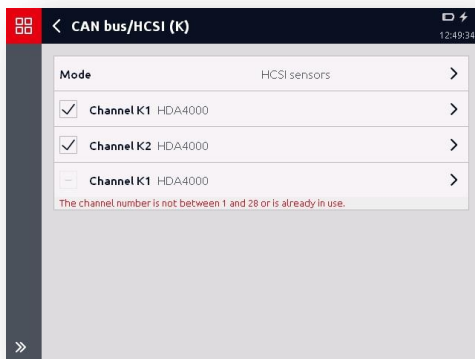 CAN bus/HCSI (K)
12:49:34
Mode HCSI sensors
Channel K1 HDA4000
Channel K2 HDA4000
Channel K1 HDA4000
The channel number is not between 1 and 28 or is already in use.